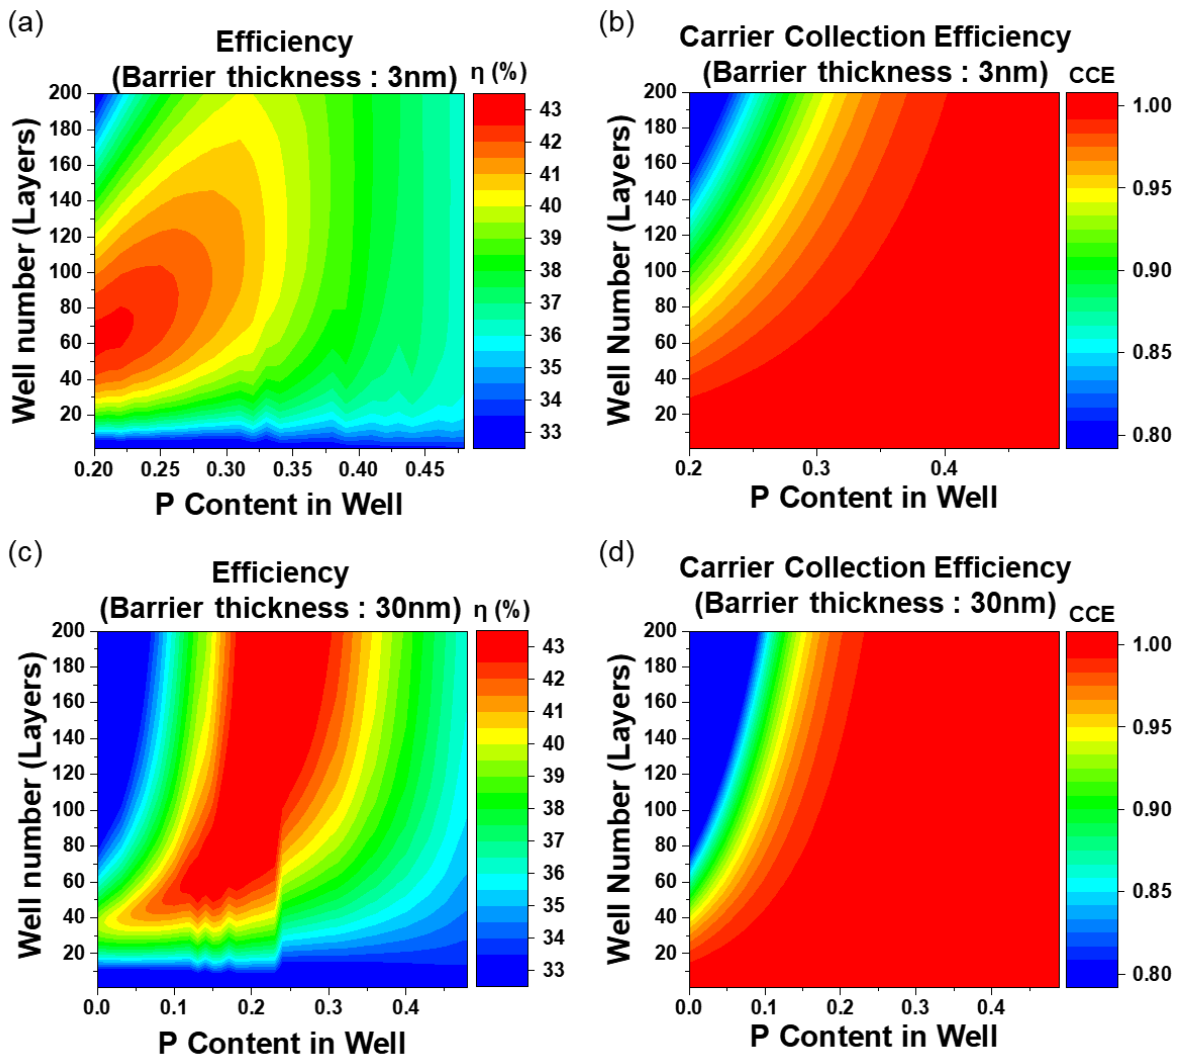 (a)
Efficiency
(Barrier thickness : 3nm)
η (%)
Well number (Layers)
200
180
160
140
120
100
80
60
40
20
0.20 0.25 0.30 0.35 0.40 0.45
P Content in Well
43
42
41
40
39
38
37
36
35
34
33
(b)
Carrier Collection Efficiency
(Barrier thickness : 3nm)
CCE
Well Number (Layers)
200
180
160
140
120
100
80
60
40
20
0.2 0.3 0.4
P Content in Well
1.00
0.95
0.90
0.85
0.80
(c)
Efficiency
(Barrier thickness : 30nm)
η (%)
Well number (Layers)
200
180
160
140
120
100
80
60
40
20
0.0 0.1 0.2 0.3 0.4
P Content in Well
43
42
41
40
39
38
37
36
35
34
33
(d)
Carrier Collection Efficiency
(Barrier thickness : 30nm)
CCE
Well Number (Layers)
200
180
160
140
120
100
80
60
40
20
0.0 0.1 0.2 0.3 0.4
P Content in Well
1.00
0.95
0.90
0.85
0.80